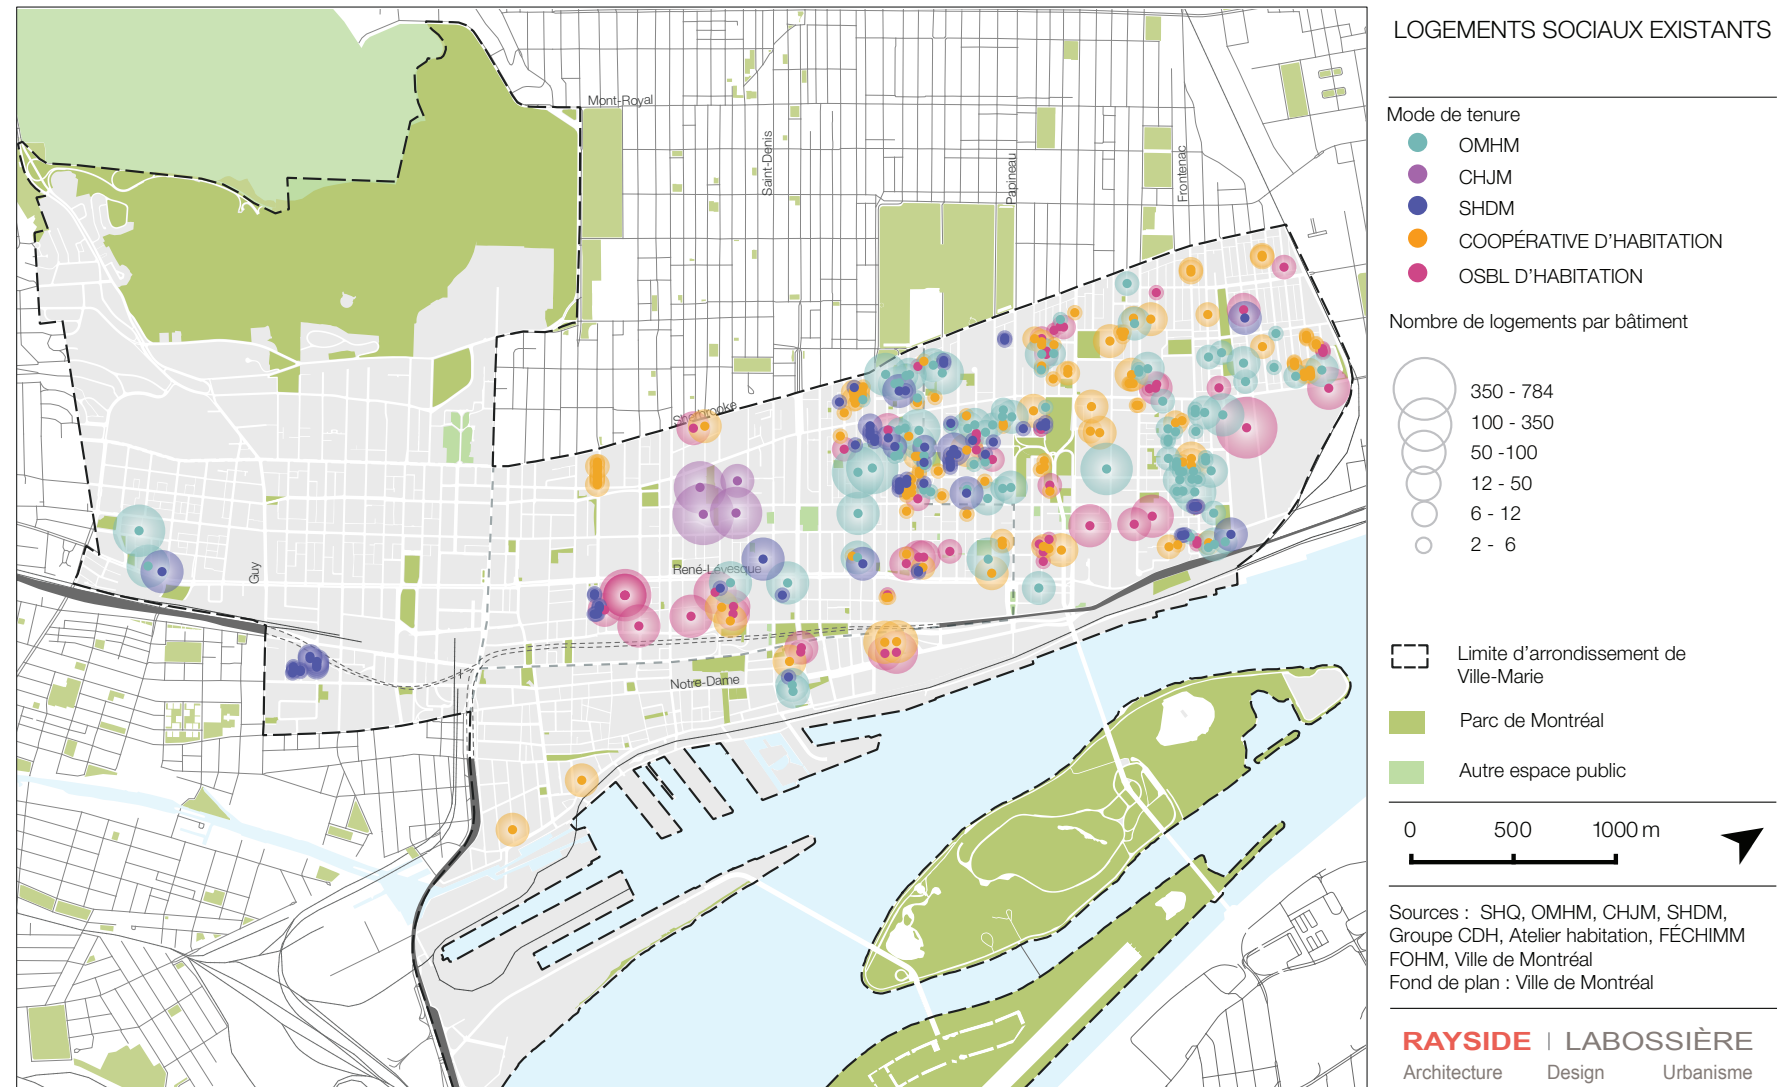 LOGEMENTS SOCIAUX EXISTANTS
Mode de tenure
OMHM
CHJM
SHDM
COOPÉRATIVE D'HABITATION
OSBL D'HABITATION
Nombre de logements par bâtiment
350 - 784
100 - 350
50 -100
12 - 50
6 - 12
2 - 6
Limite d'arrondissement de
Ville-Marie
Parc de Montréal
Autre espace public
0 500 1000 m
Sources : SHQ, OMHM, CHJM, SHDM,
Groupe CDH, Atelier habitation, FÉCHIMM
FOHM, Ville de Montréal
Fond de plan : Ville de Montréal
RAYSIDE | LABOSSIÈRE
Architecture Design Urbanisme
Mont-Royal
Saint-Denis
Papineau
Frontenac
Sherbrooke
Guy
René-Lévesque
Notre-Dame